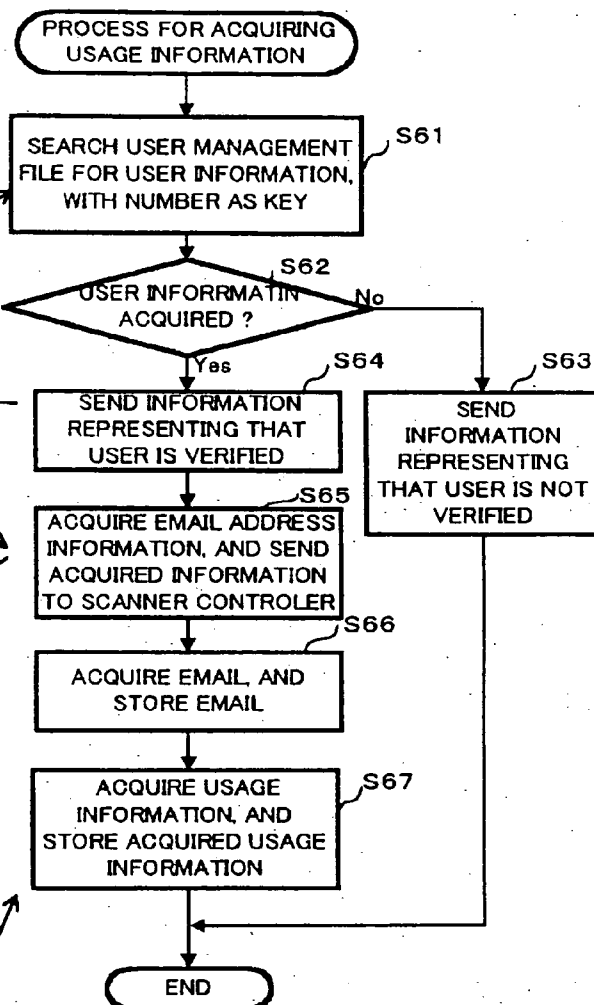 PROCESS FOR ACQUIRING
USAGE INFORMATION
S61
SEARCH USER MANAGEMENT
FILE FOR USER INFORMATION,
WITH NUMBER AS KEY
S62
USER INFORRMATIN
ACQUIRED ?
No
Yes
S64
SEND INFORMATION
REPRESENTING THAT
USER IS VERIFIED
S63
SEND
INFORMATION
REPRESENTING
THAT USER IS NOT
VERIFIED
S65
ACQUIRE EMAIL ADDRESS
INFORMATION, AND SEND
ACQUIRED INFORMATION
TO SCANNER CONTROLER
S66
ACQUIRE EMAIL, AND
STORE EMAIL
S67
ACQUIRE USAGE
INFORMATION, AND
STORE ACQUIRED USAGE
INFORMATION
END